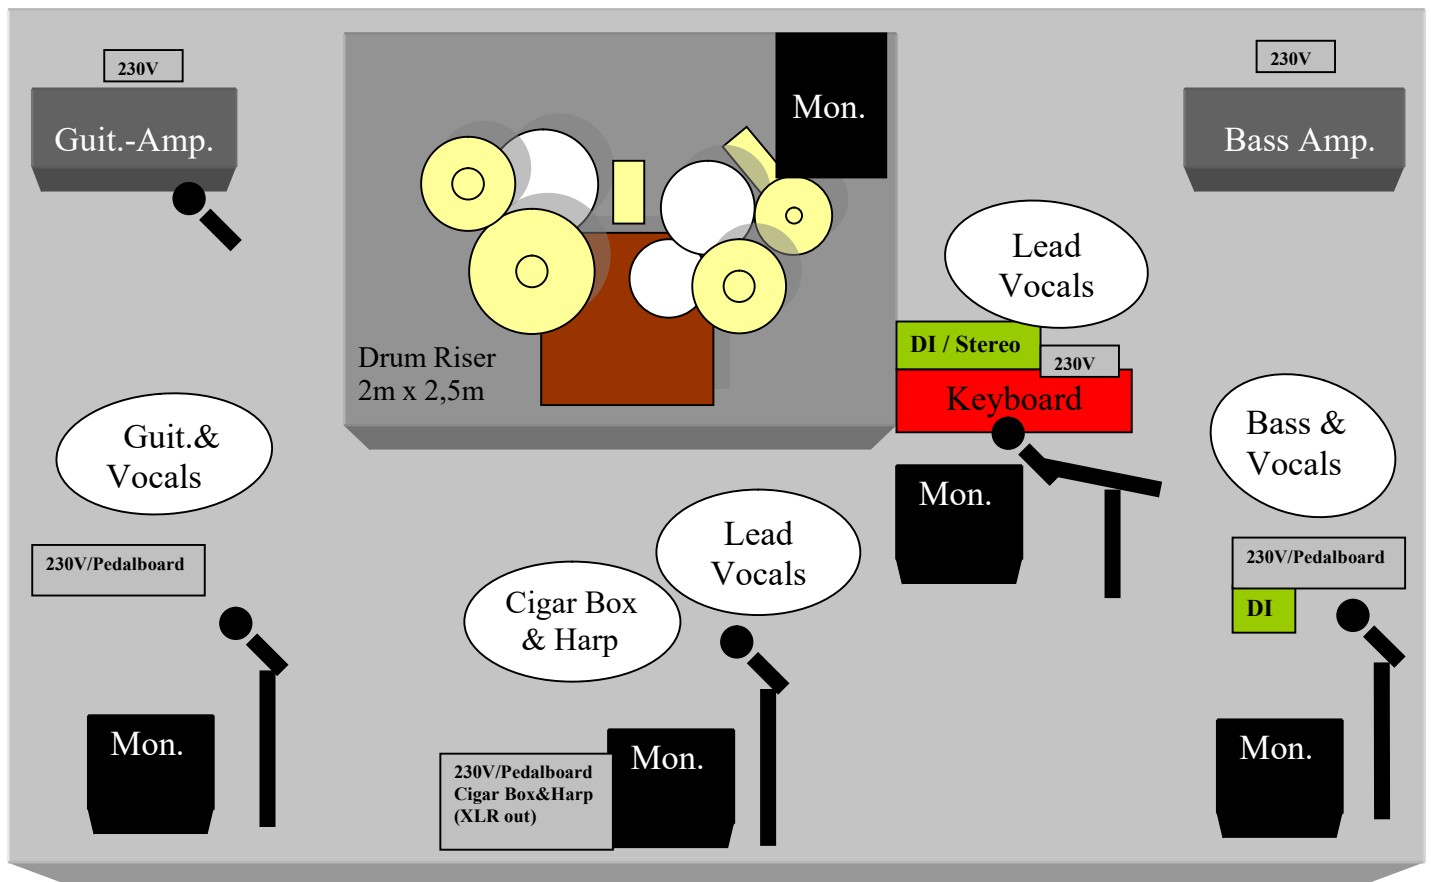 230V
Guit.-Amp.
Mon.
230V
Bass Amp.
Lead
Vocals
DI / Stereo
230V
Keyboard
Drum Riser
2m x 2,5m
Guit.&
Vocals
Bass &
Vocals
Mon.
Lead
Vocals
230V/Pedalboard
230V/Pedalboard
DI
Cigar Box
& Harp
Mon.
Mon.
230V/Pedalboard
Cigar Box&Harp
(XLR out)
Mon.